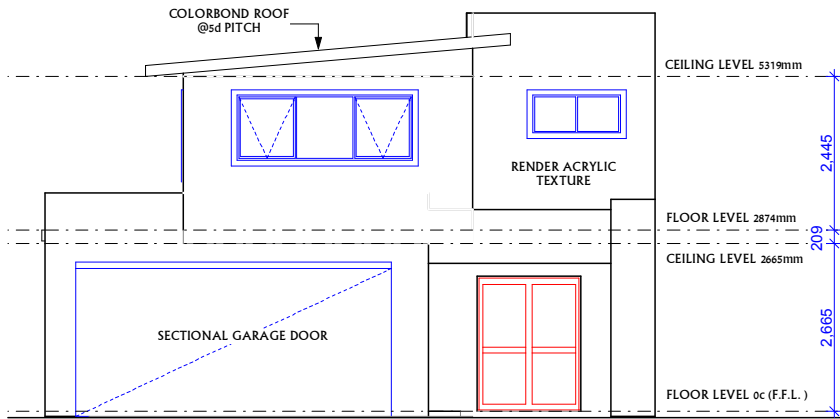 COLORBOND ROOF
@5d PITCH
CEILING LEVEL 5319mm
2,445
RENDER ACRYLIC
TEXTURE
FLOOR LEVEL 2874mm
209
CEILING LEVEL 2665mm
2,665
SECTIONAL GARAGE DOOR
FLOOR LEVEL 0c (F.F.L. )